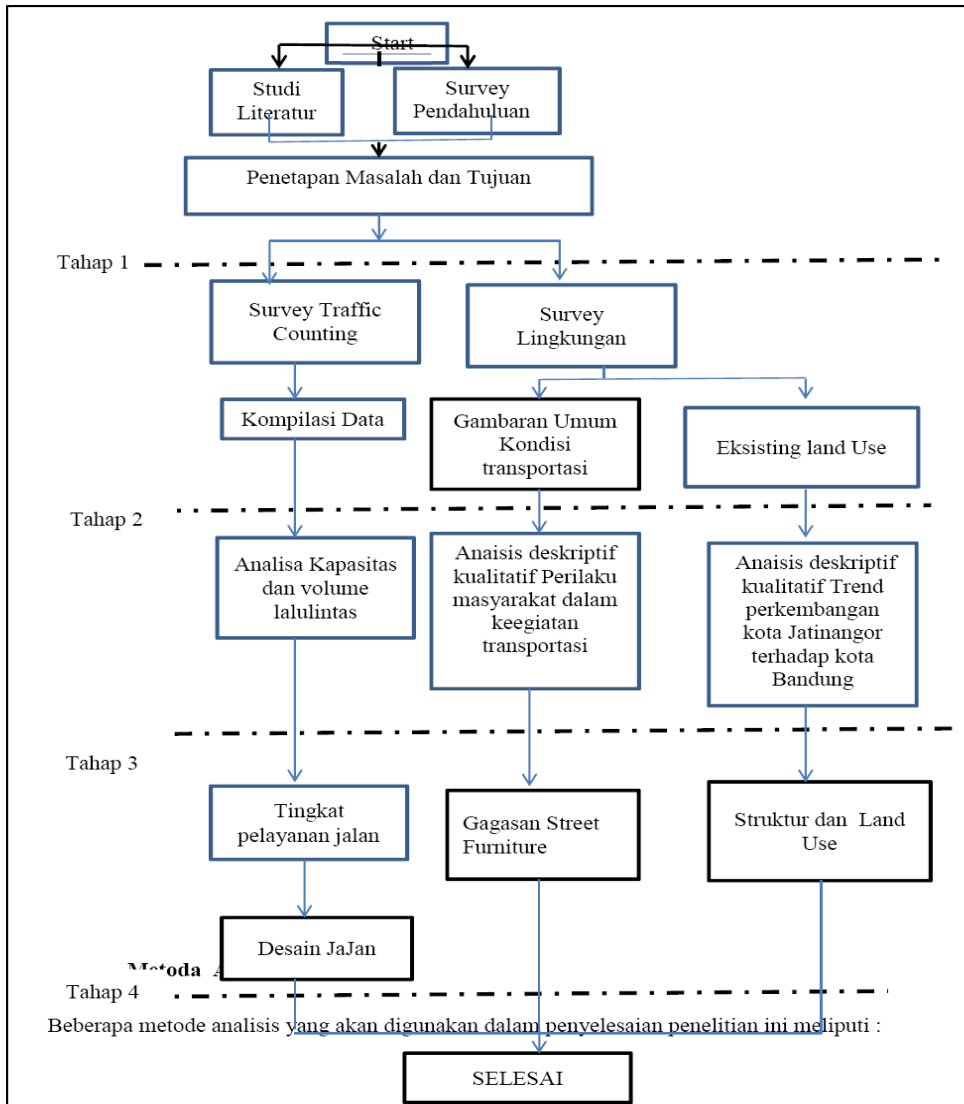 Start
Studi
Literatur
Survey
Pendahuluan
Penetapan Masalah dan Tujuan
Tahap 1
Survey Traffic
Counting
Survey
Lingkungan
Kompilasi Data
Gambaran Umum
Kondisi
transportasi
Eksisting land Use
Tahap 2
Analisa Kapasitas
dan volume
lalulintas
Anaisis deskriptif
kualitatif Perilaku
masyarakat dalam
keegiatan
transportasi
Anaisis deskriptif
kualitatif Trend
perkembangan
kota Jatinangor
terhadap kota
Bandung
Tahap 3
Tingkat
pelayanan jalan
Gagasan Street
Furniture
Struktur dan Land
Use
Desain JaJan
Metoda
Tahap 4
Beberapa metode analisis yang akan digunakan dalam penyelesaian penelitian ini meliputi :
SELESAI